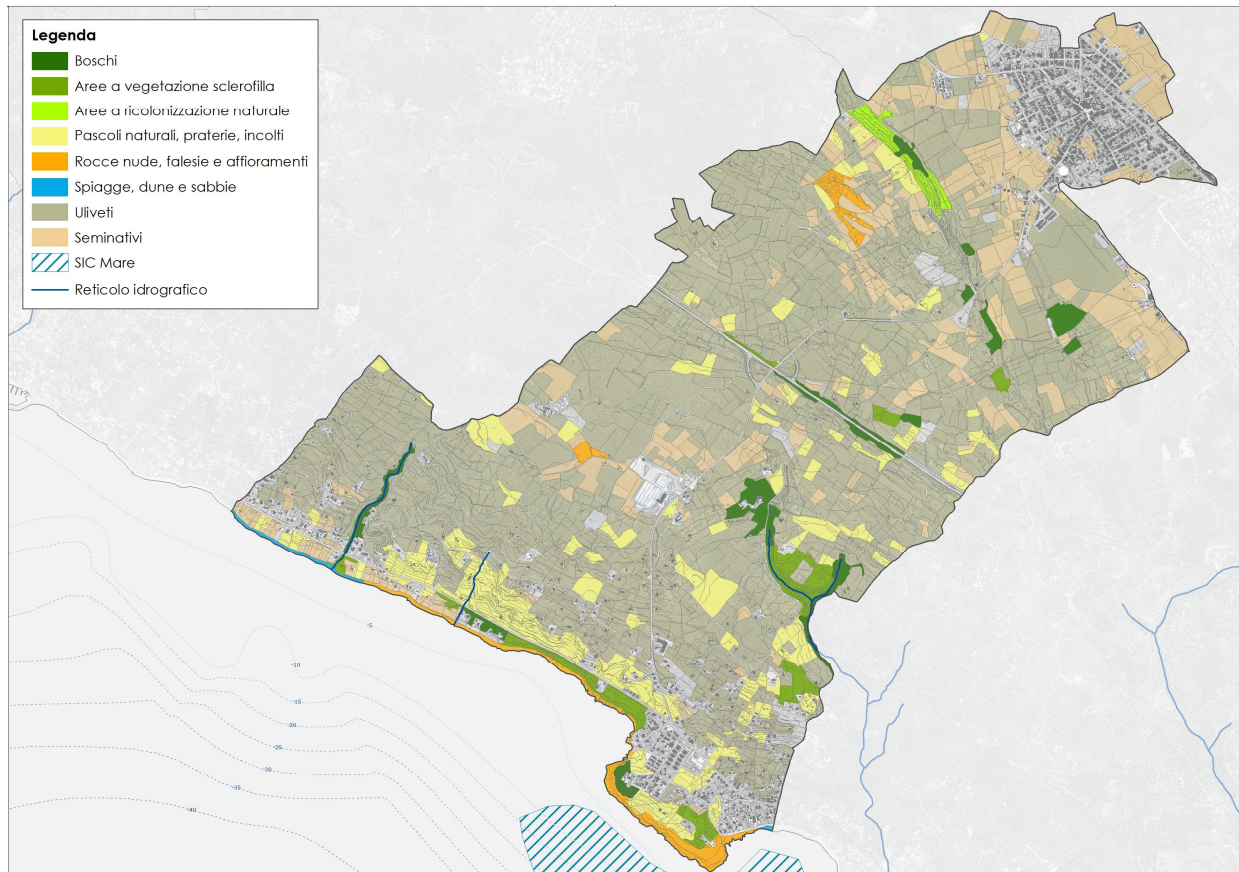 Legenda
Boschi
Aree a vegetazione sclerofilla
Aree a ricolonizzazione naturale
Pascoli naturali, praterie, incolti
Rocce nude, falesie e affioramenti
Spiagge, dune e sabbie
Uliveti
Seminativi
SIC Mare
Reticolo idrografico
-5
-10
-15
-20
-25
-30
-35
-40